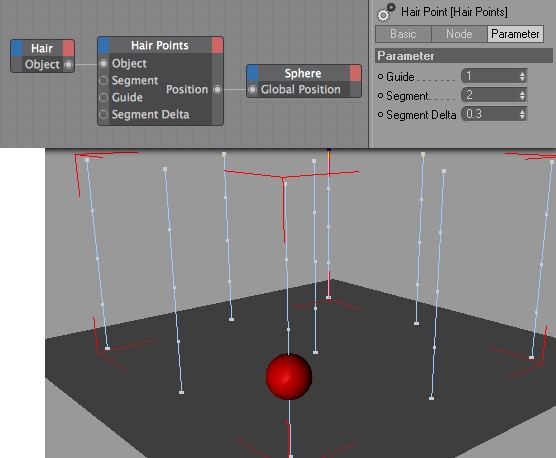 Hair
Object
Hair Points
Object
Segment
Guide
Segment Delta
Position
Sphere
Global Position
Hair Point [Hair Points]
Basic Node Parameter
Parameter
Guide . . . . . . . 1
Segment. . . . . 2
Segment Delta 0.3